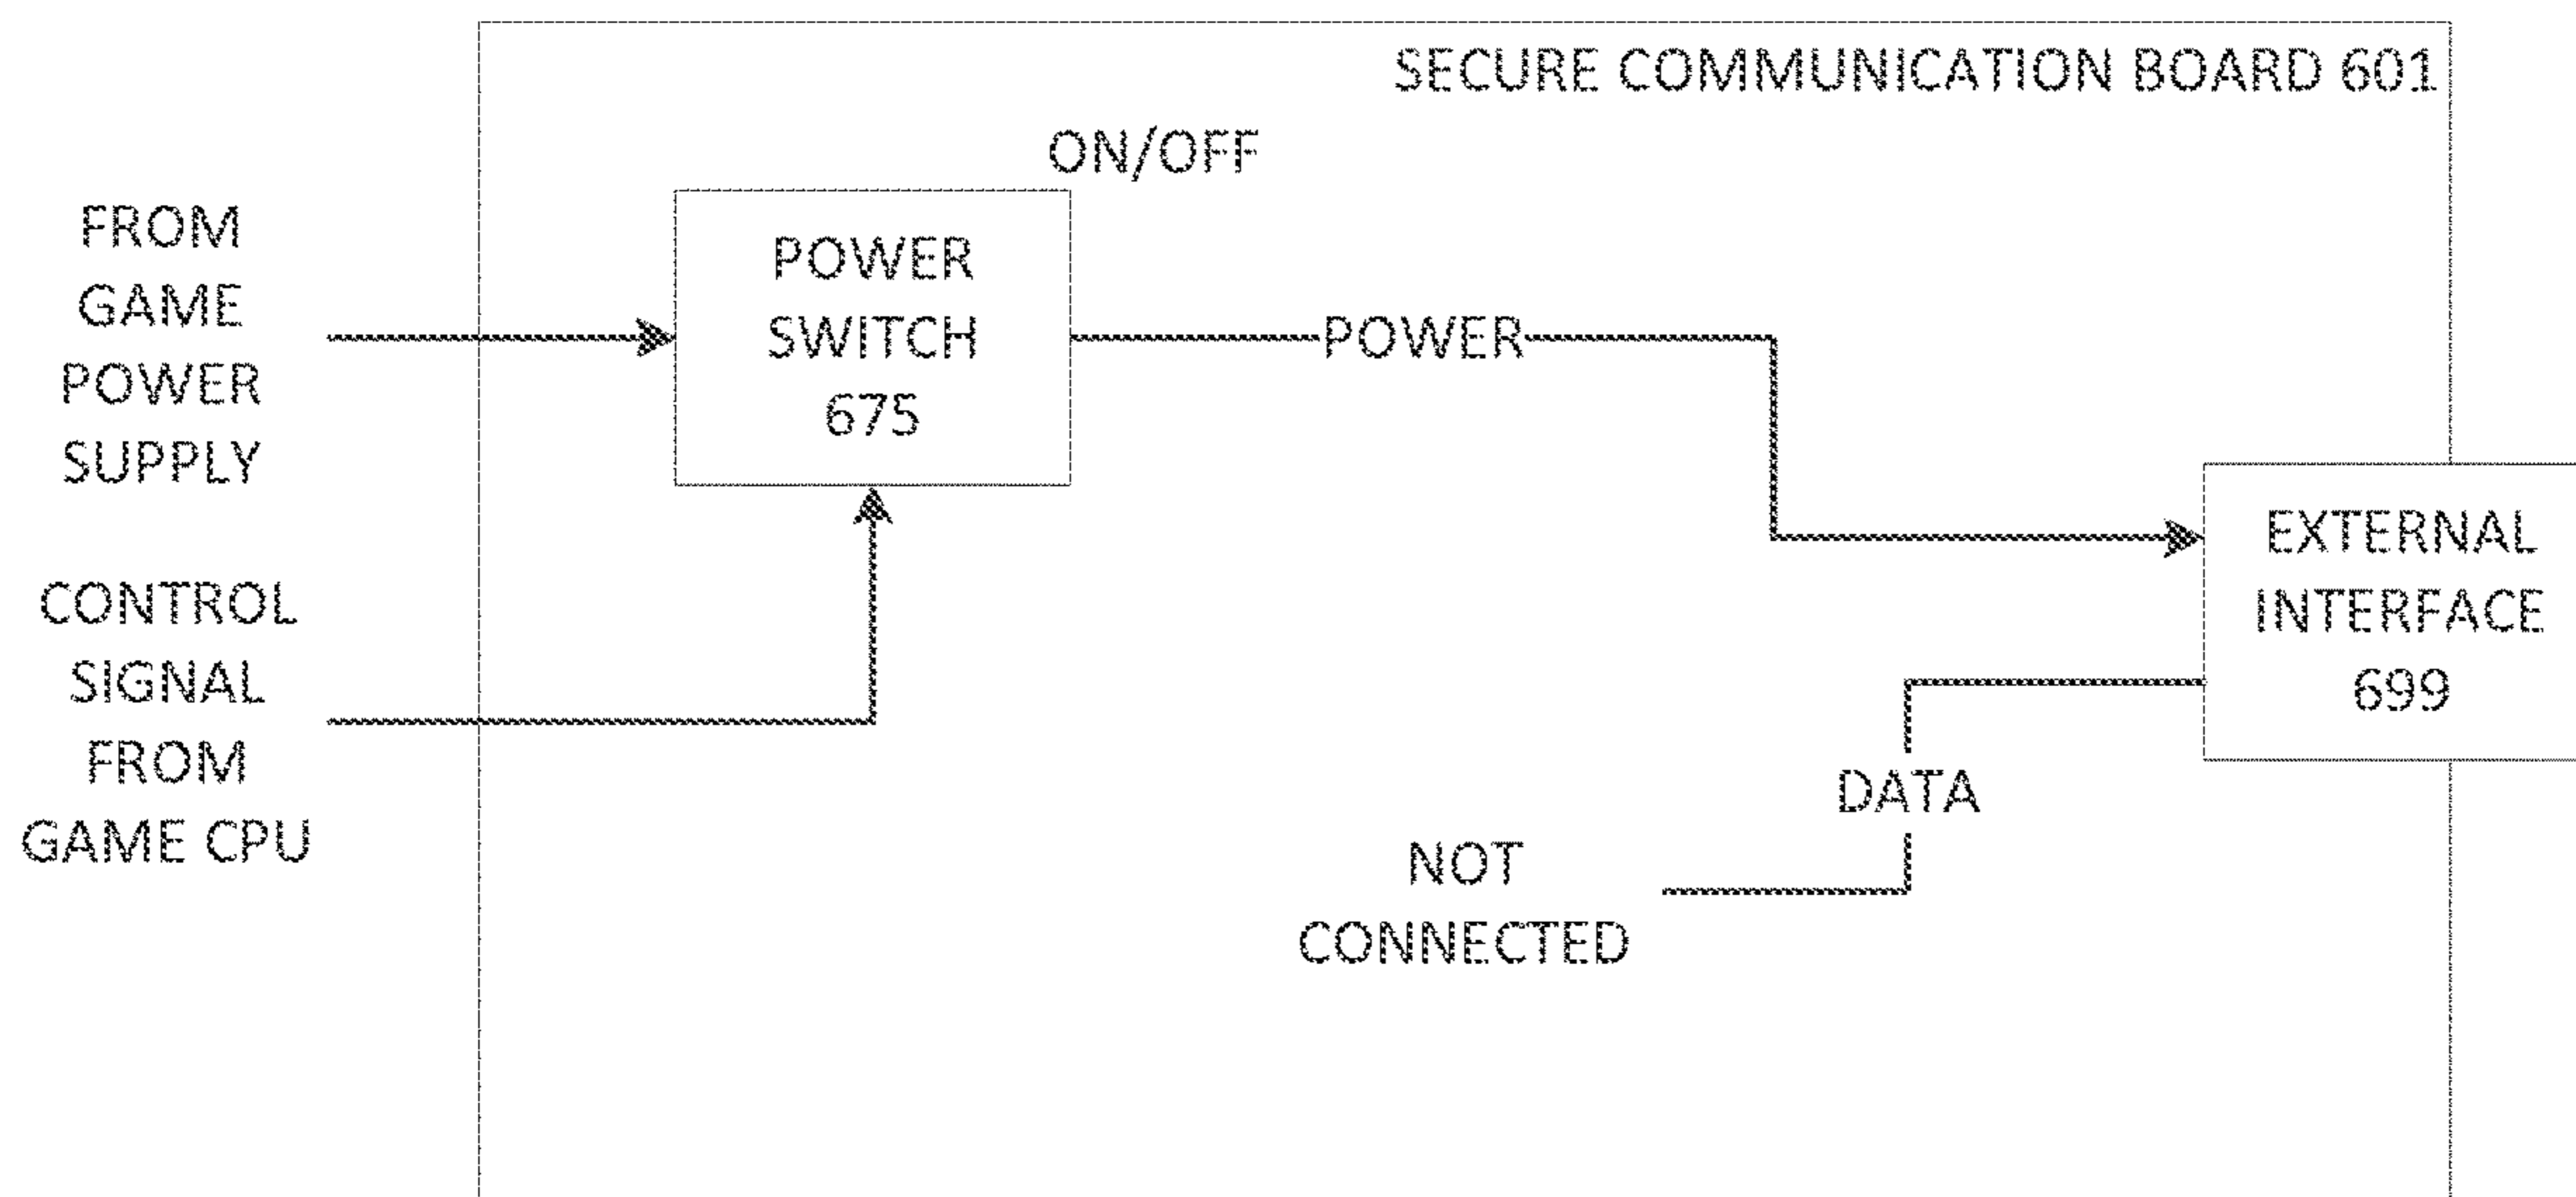 SECURE COMMUNICATION BOARD 601
ON/OFF
FROM
GAME
POWER
SUPPLY
POWER
SWITCH
675
POWER
EXTERNAL
INTERFACE
699
CONTROL
SIGNAL
FROM
GAME CPU
DATA
NOT
CONNECTED